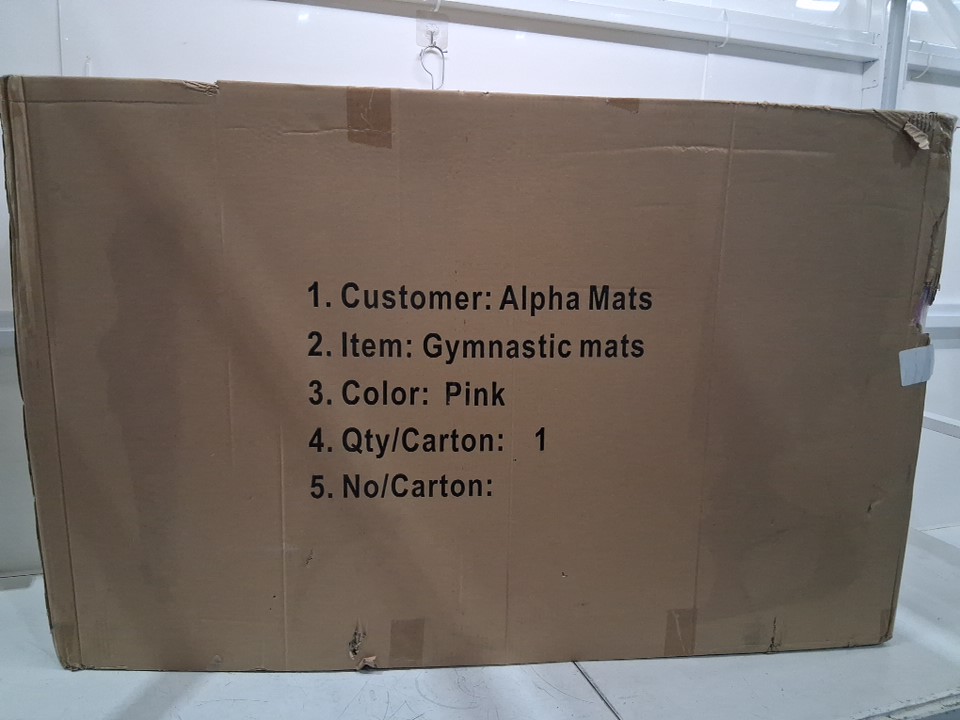 1. Customer: Alpha Mats
2. Item: Gymnastic mats
3. Color: Pink
4. Qty/Carton: 1
5. No/Carton: